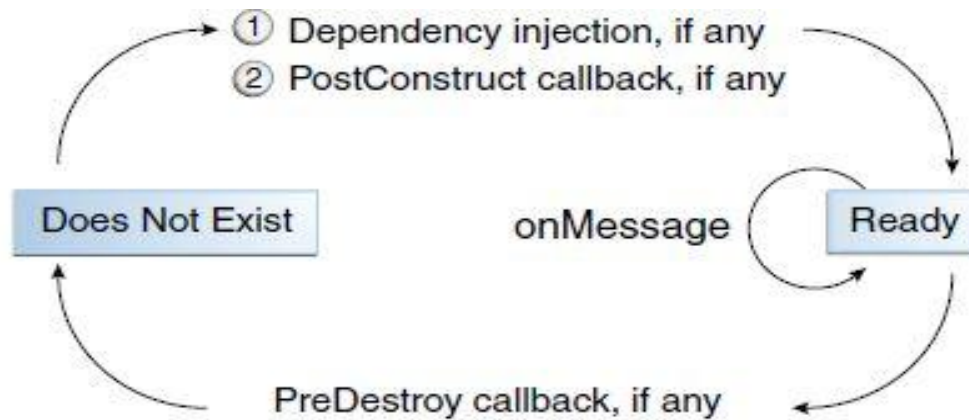 1 Dependency injection, if any
2 PostConstruct callback, if any
Does Not Exist
onMessage
Ready
PreDestroy callback, if any